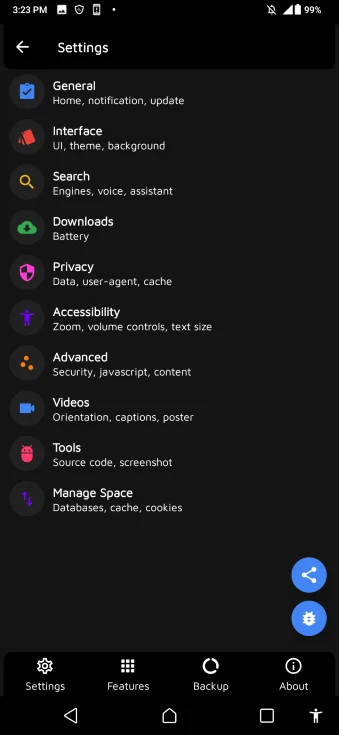 3:23 PM 99%
Settings
General
Home, notification, update
Interface
UI, theme, background
Search
Engines, voice, assistant
Downloads
Battery
Privacy
Data, user-agent, cache
Accessibility
Zoom, volume controls, text size
Advanced
Security, javascript, content
Videos
Orientation, captions, poster
Tools
Source code, screenshot
Manage Space
Databases, cache, cookies
Settings Features Backup About